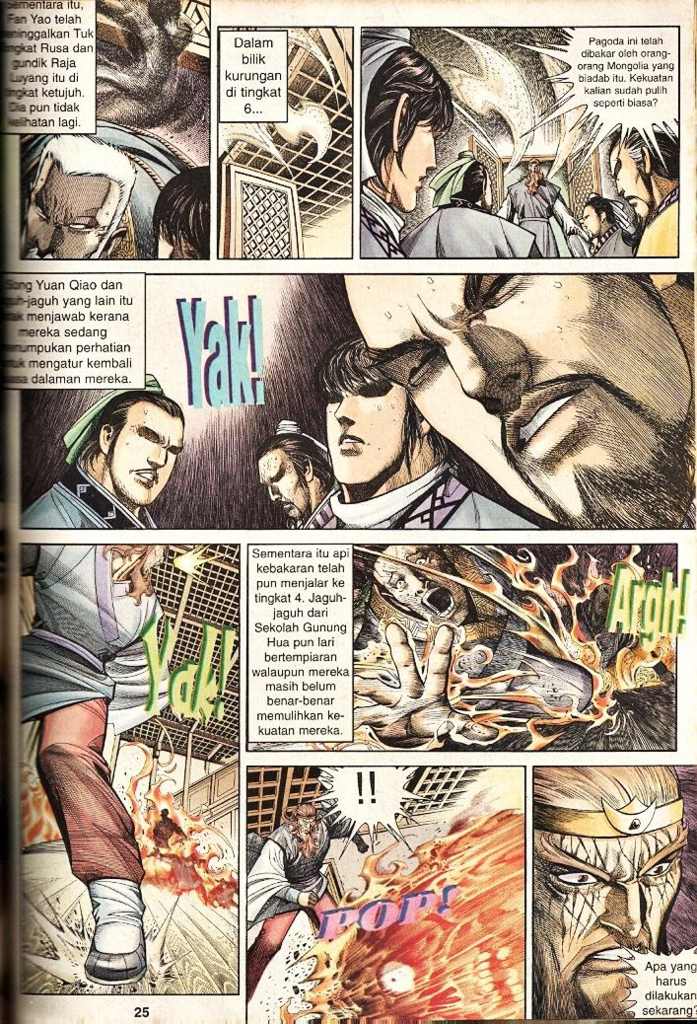 Sementara itu,
Fan Yao telah
meninggalkan Tuk
Rusa dan
gundik Raja
Luyang itu di
tingkat ketujuh.
Dia pun tidak
kelihatan lagi.
Dalam
bilik
kurungan
di tingkat
6...
Pagoda ini telah
dibakar oleh orang-
orang Mongolia yang
biadab itu. Kekuatan
kalian sudah pulih
seperti biasa?
Song Yuan Qiao dan
jaguh-jaguh yang lain itu
tidak menjawab kerana
mereka sedang
menumpukan perhatian
untuk mengatur kembali
dalaman mereka.
Yak!
Yak!
Sementara itu api
kebakaran telah
pun menjalar ke
tingkat 4. Jaguh-
jaguh dari
Sekolah Gunung
Hua pun lari
bertempiaran
walaupun mereka
masih belum
benar-benar
memulihkan ke-
kuatan mereka.
Argh!
!!
POP!
Apa yang
harus
dilakukan
sekarang?
25